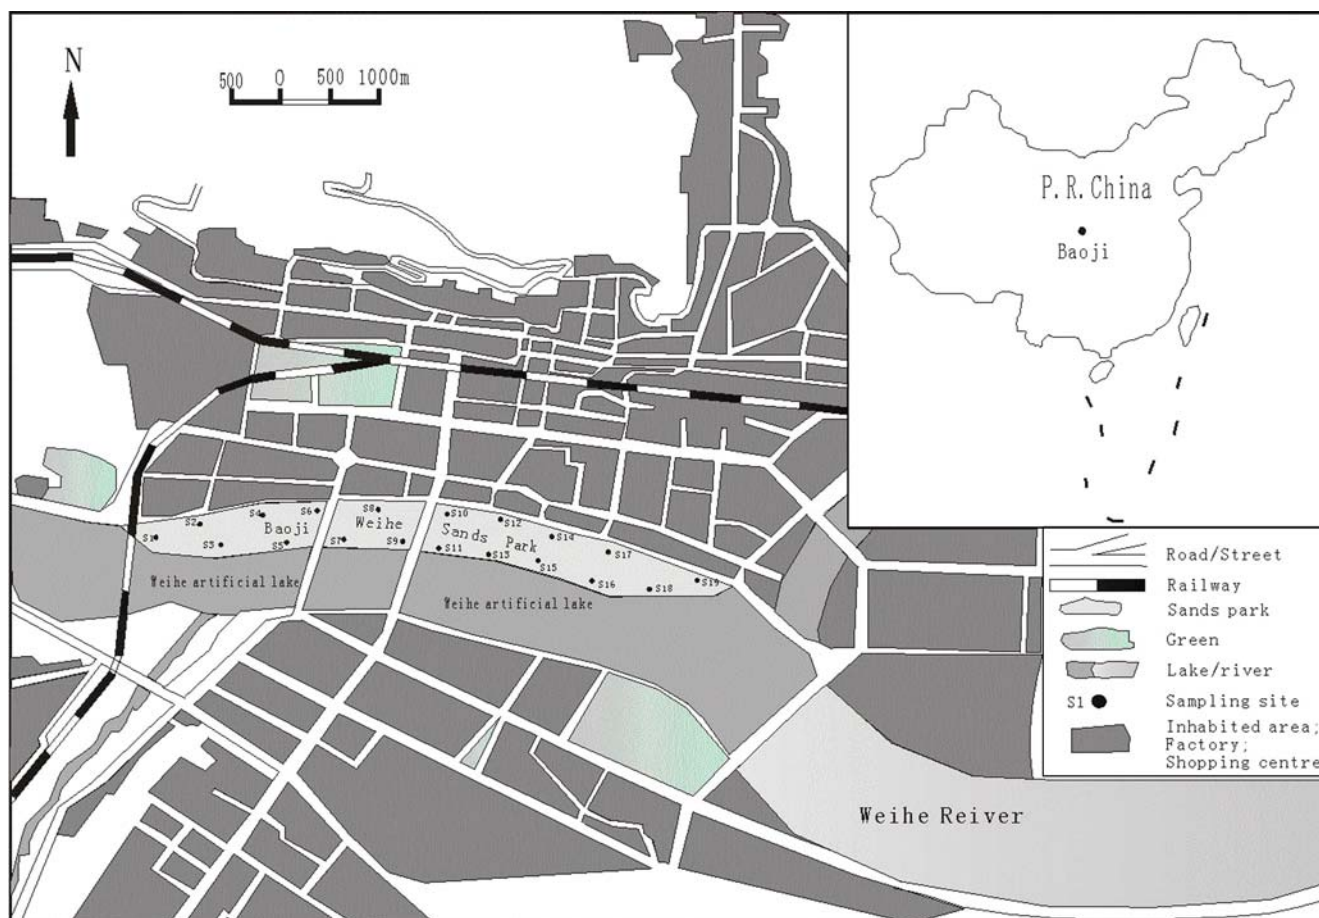 N
500 0 500 1000m
P.R.China
Baoji
S1
S2
S3
S4
S5
S6
S7
S8
S9
S10
S11
S12
S13
S14
S15
S16
S17
S18
S19
Baoji Weihe Sands Park
Weihe artificial lake
Weihe artificial lake
Weihe Reiver
Road/Street
Railway
Sands park
Green
Lake/river
S1 Sampling site
Inhabited area;
Factory;
Shopping centre